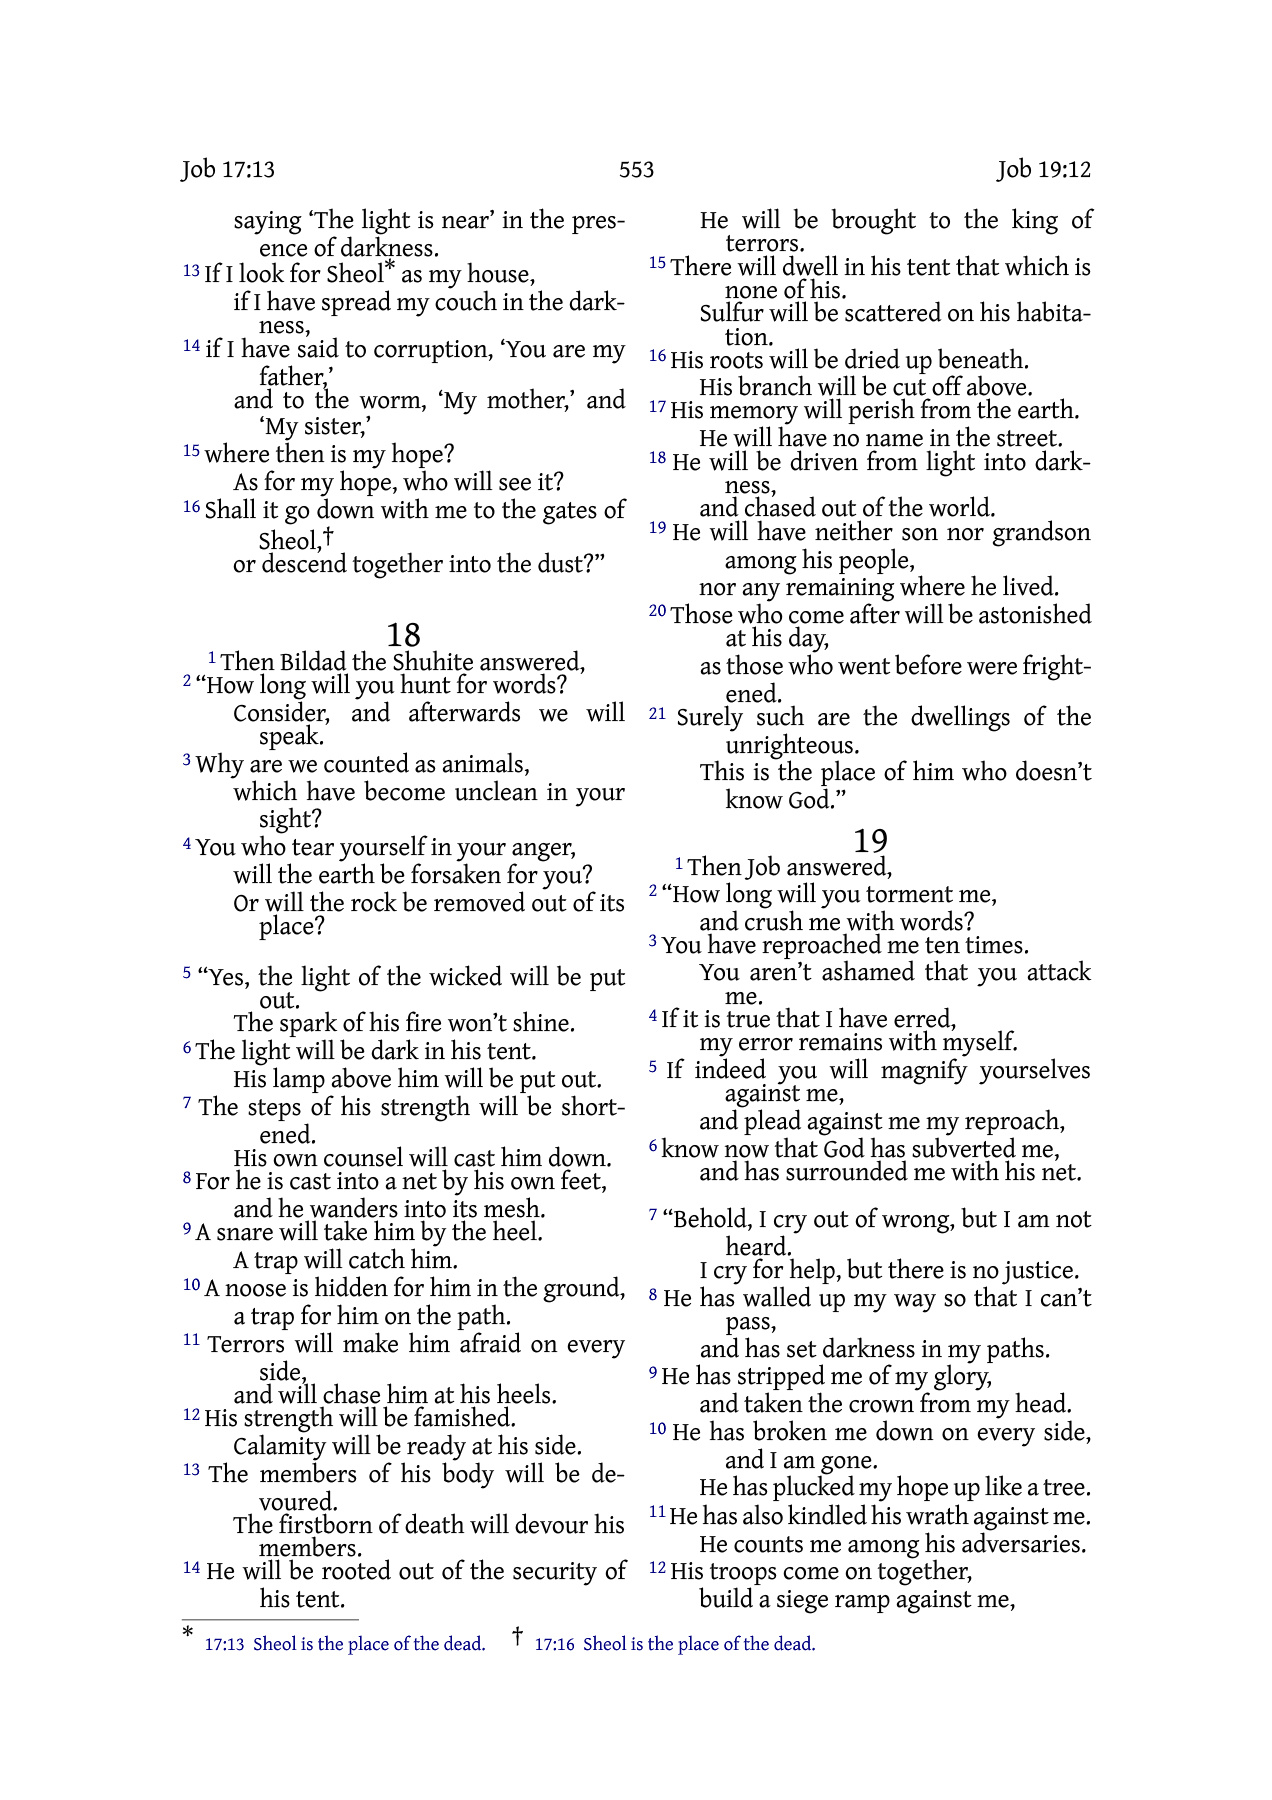 Job 17:13 553 Job 19:12
saying ‘The light is near’ in the pres-
ence of darkness.
13 If I look for Sheol* as my house,
if I have spread my couch in the dark-
ness,
14 if I have said to corruption, ‘You are my
father,’
and to the worm, ‘My mother,’ and
‘My sister,’
15 where then is my hope?
As for my hope, who will see it?
16 Shall it go down with me to the gates of
Sheol,†
or descend together into the dust?”
18
1 Then Bildad the Shuhite answered,
2 “How long will you hunt for words?
Consider, and afterwards we will
speak.
3 Why are we counted as animals,
which have become unclean in your
sight?
4 You who tear yourself in your anger,
will the earth be forsaken for you?
Or will the rock be removed out of its
place?
5 “Yes, the light of the wicked will be put
out.
The spark of his fire won’t shine.
6 The light will be dark in his tent.
His lamp above him will be put out.
7 The steps of his strength will be short-
ened.
His own counsel will cast him down.
8 For he is cast into a net by his own feet,
and he wanders into its mesh.
9 A snare will take him by the heel.
A trap will catch him.
10 A noose is hidden for him in the ground,
a trap for him on the path.
11 Terrors will make him afraid on every
side,
and will chase him at his heels.
12 His strength will be famished.
Calamity will be ready at his side.
13 The members of his body will be de-
voured.
The firstborn of death will devour his
members.
14 He will be rooted out of the security of
his tent.
He will be brought to the king of
terrors.
15 There will dwell in his tent that which is
none of his.
Sulfur will be scattered on his habita-
tion.
16 His roots will be dried up beneath.
His branch will be cut off above.
17 His memory will perish from the earth.
He will have no name in the street.
18 He will be driven from light into dark-
ness,
and chased out of the world.
19 He will have neither son nor grandson
among his people,
nor any remaining where he lived.
20 Those who come after will be astonished
at his day,
as those who went before were fright-
ened.
21 Surely such are the dwellings of the
unrighteous.
This is the place of him who doesn’t
know God.”
19
1 Then Job answered,
2 “How long will you torment me,
and crush me with words?
3 You have reproached me ten times.
You aren’t ashamed that you attack
me.
4 If it is true that I have erred,
my error remains with myself.
5 If indeed you will magnify yourselves
against me,
and plead against me my reproach,
6 know now that God has subverted me,
and has surrounded me with his net.
7 “Behold, I cry out of wrong, but I am not
heard.
I cry for help, but there is no justice.
8 He has walled up my way so that I can’t
pass,
and has set darkness in my paths.
9 He has stripped me of my glory,
and taken the crown from my head.
10 He has broken me down on every side,
and I am gone.
He has plucked my hope up like a tree.
11 He has also kindled his wrath against me.
He counts me among his adversaries.
12 His troops come on together,
build a siege ramp against me,
* 17:13 Sheol is the place of the dead. † 17:16 Sheol is the place of the dead.